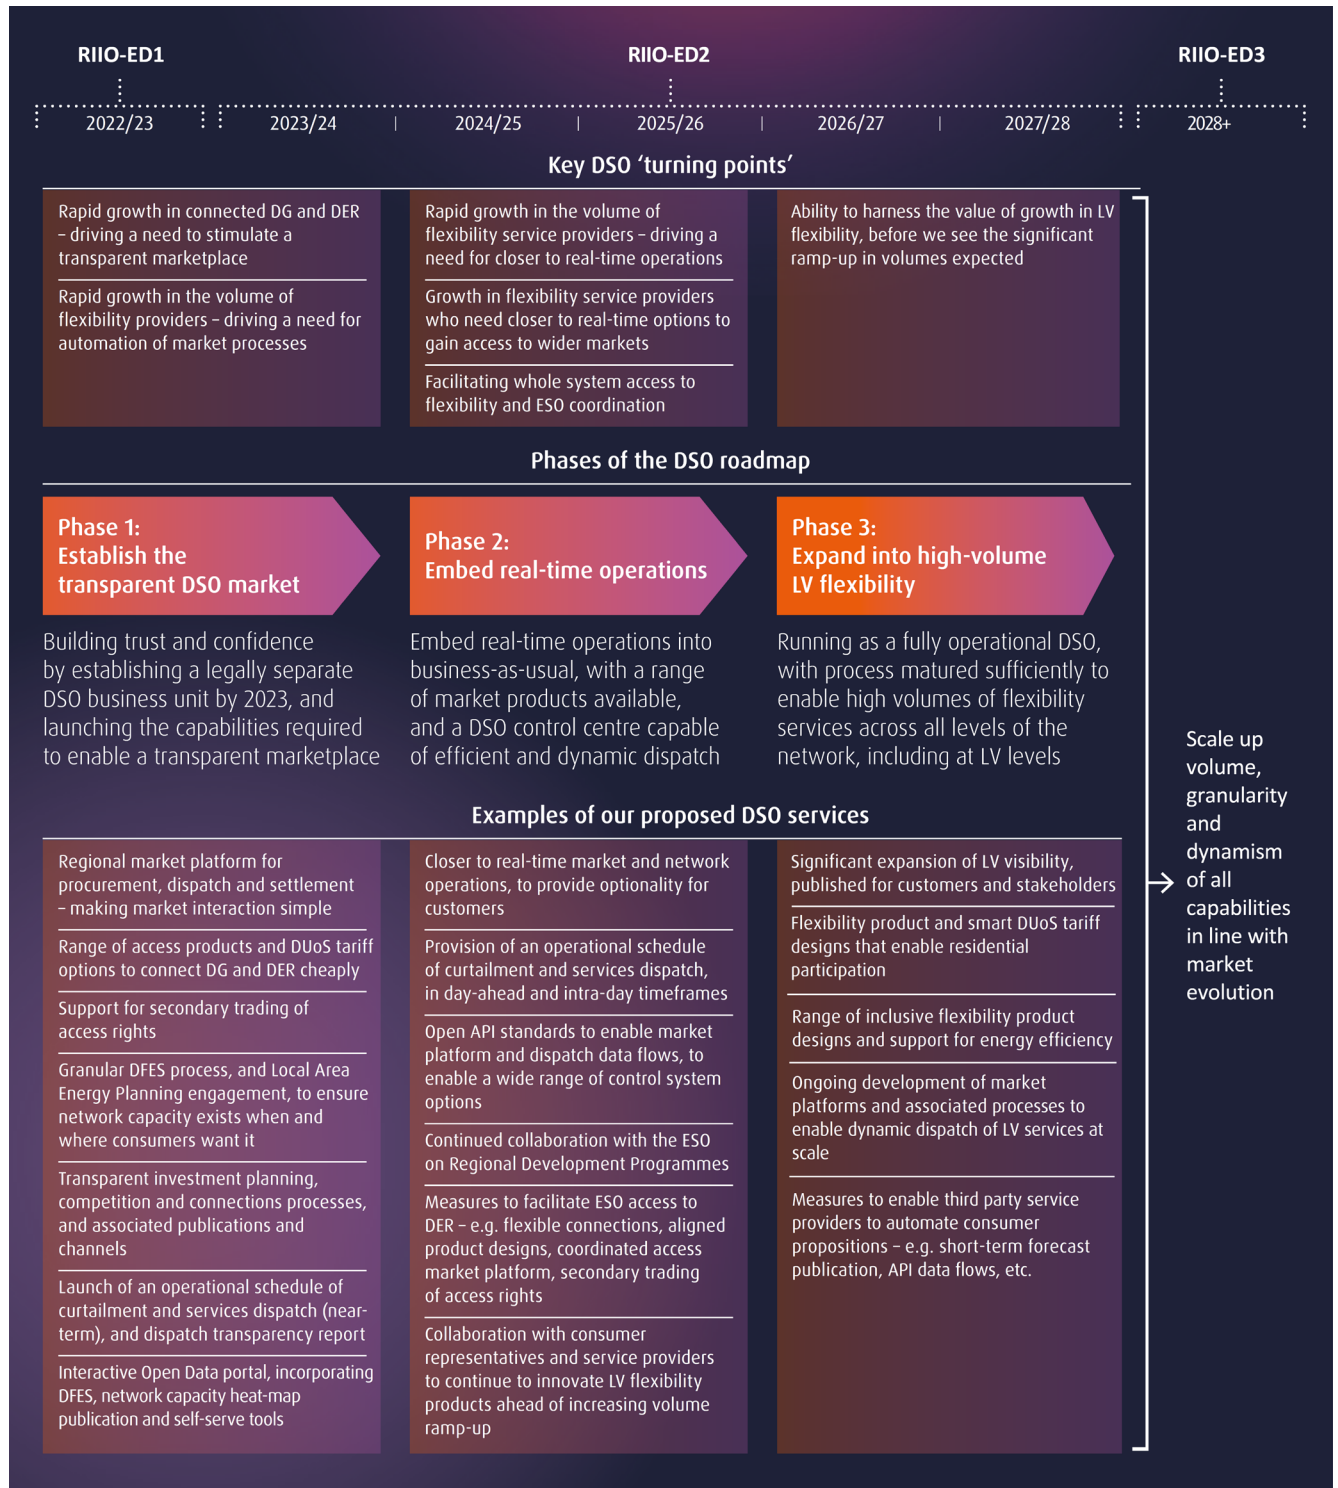 RIIO-ED1
RIIO-ED2
RIIO-ED3
2022/23
2023/24
2024/25
2025/26
2026/27
2027/28
2028+
Key DSO ‘turning points’
Rapid growth in connected DG and DER
– driving a need to stimulate a
transparent marketplace
Rapid growth in the volume of
flexibility providers – driving a need for
automation of market processes
Rapid growth in the volume of
flexibility service providers – driving a
need for closer to real-time operations
Growth in flexibility service providers
who need closer to real-time options to
gain access to wider markets
Facilitating whole system access to
flexibility and ESO coordination
Ability to harness the value of growth in LV
flexibility, before we see the significant
ramp-up in volumes expected
Phases of the DSO roadmap
Phase 1:
Establish the
transparent DSO market
Phase 2:
Embed real-time operations
Phase 3:
Expand into high-volume
LV flexibility
Building trust and confidence
by establishing a legally separate
DSO business unit by 2023, and
launching the capabilities required
to enable a transparent marketplace
Embed real-time operations into
business-as-usual, with a range
of market products available,
and a DSO control centre capable
of efficient and dynamic dispatch
Running as a fully operational DSO,
with process matured sufficiently to
enable high volumes of flexibility
services across all levels of the
network, including at LV levels
Examples of our proposed DSO services
Regional market platform for
procurement, dispatch and settlement
– making market interaction simple
Range of access products and DUoS tariff
options to connect DG and DER cheaply
Support for secondary trading of
access rights
Granular DFES process, and Local Area
Energy Planning engagement, to ensure
network capacity exists when and
where consumers want it
Transparent investment planning,
competition and connections processes,
and associated publications and
channels
Launch of an operational schedule of
curtailment and services dispatch (near-
term), and dispatch transparency report
Interactive Open Data portal, incorporating
DFES, network capacity heat-map
publication and self-serve tools
Closer to real-time market and network
operations, to provide optionality for
customers
Provision of an operational schedule
of curtailment and services dispatch,
in day-ahead and intra-day timeframes
Open API standards to enable market
platform and dispatch data flows, to
enable a wide range of control system
options
Continued collaboration with the ESO
on Regional Development Programmes
Measures to facilitate ESO access to
DER – e.g. flexible connections, aligned
product designs, coordinated access
market platform, secondary trading
of access rights
Collaboration with consumer
representatives and service providers
to continue to innovate LV flexibility
products ahead of increasing volume
ramp-up
Significant expansion of LV visibility,
published for customers and stakeholders
Flexibility product and smart DUoS tariff
designs that enable residential
participation
Range of inclusive flexibility product
designs and support for energy efficiency
Ongoing development of market
platforms and associated processes to
enable dynamic dispatch of LV services at
scale
Measures to enable third party service
providers to automate consumer
propositions – e.g. short-term forecast
publication, API data flows, etc.
Scale up
volume,
granularity
and
dynamism
of all
capabilities
in line with
market
evolution